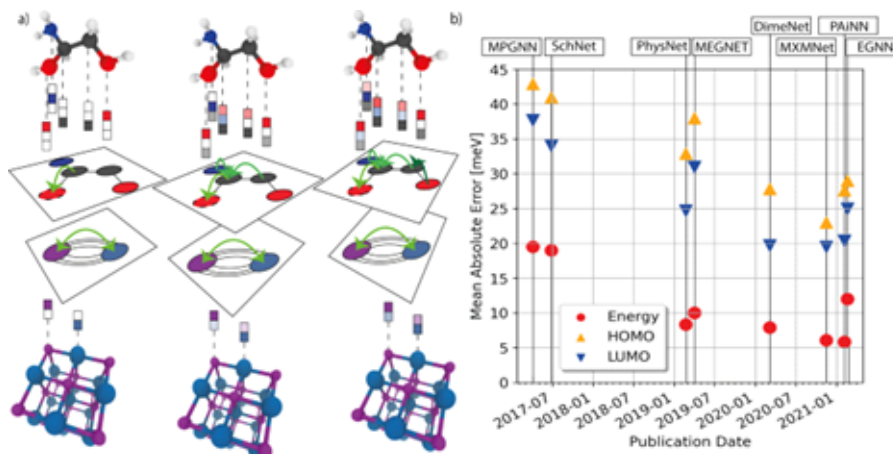 a)
b)
DimeNet
PAiNN
MPGNN
SchNet
PhysNet
MEGNET
MXMNet
EGNN
Mean Absolute Error [meV]
45
40
35
30
25
20
15
10
5
0
Energy
HOMO
LUMO
2017-07
2018-01
2018-07
2019-01
2019-07
2020-01
2020-07
2021-01
Publication Date